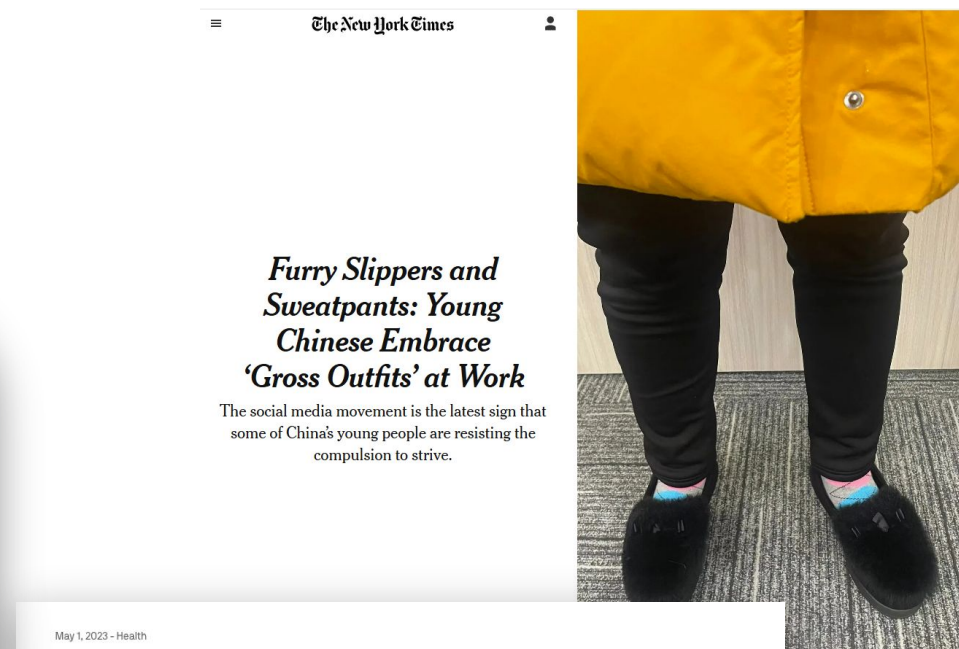 The New York Times
Furry Slippers and
Sweatpants: Young
Chinese Embrace
‘Gross Outfits’ at Work
The social media movement is the latest sign that
some of China’s young people are resisting the
compulsion to strive.
May 1, 2023 - Health